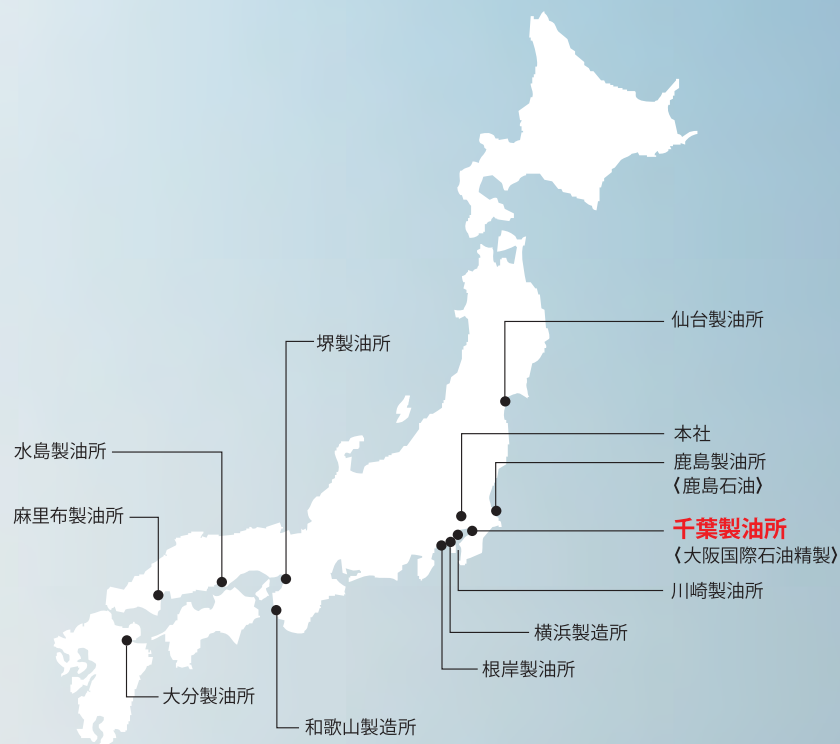 仙台製油所
堺製油所
本社
水島製油所
鹿島製油所
〈鹿島石油〉
麻里布製油所
千葉製油所
〈大阪国際石油精製〉
川崎製油所
横浜製造所
根岸製油所
大分製油所
和歌山製造所